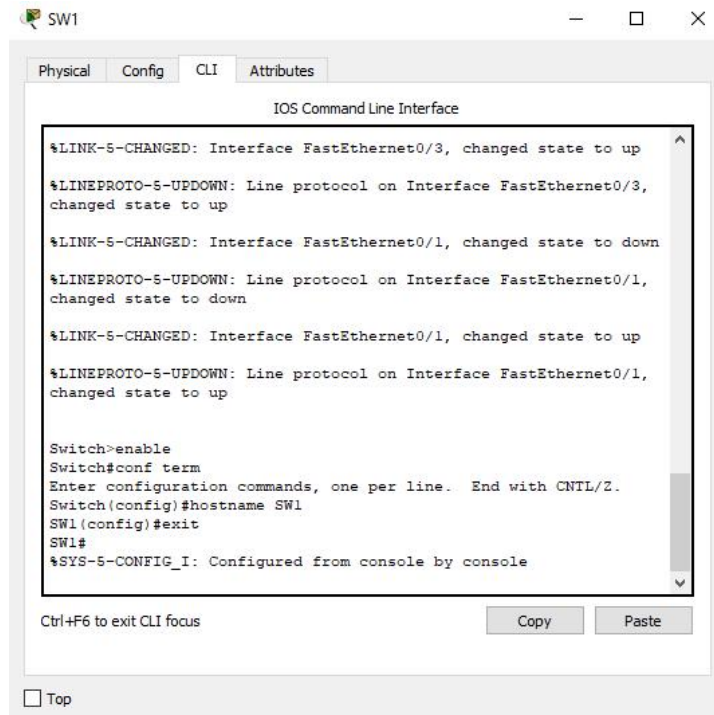 SW1
Physical Config CLI Attributes
IOS Command Line Interface
%LINK-5-CHANGED: Interface FastEthernet0/3, changed state to up
%LINEPROTO-5-UPDOWN: Line protocol on Interface FastEthernet0/3,
changed state to up
%LINK-5-CHANGED: Interface FastEthernet0/1, changed state to down
%LINEPROTO-5-UPDOWN: Line protocol on Interface FastEthernet0/1,
changed state to down
%LINK-5-CHANGED: Interface FastEthernet0/1, changed state to up
%LINEPROTO-5-UPDOWN: Line protocol on Interface FastEthernet0/1,
changed state to up
Switch>enable
Switch#conf term
Enter configuration commands, one per line.  End with CNTL/Z.
Switch(config)#hostname SW1
SW1(config)#exit
SW1#
%SYS-5-CONFIG_I: Configured from console by console
Ctrl+F6 to exit CLI focus
Copy Paste
Top